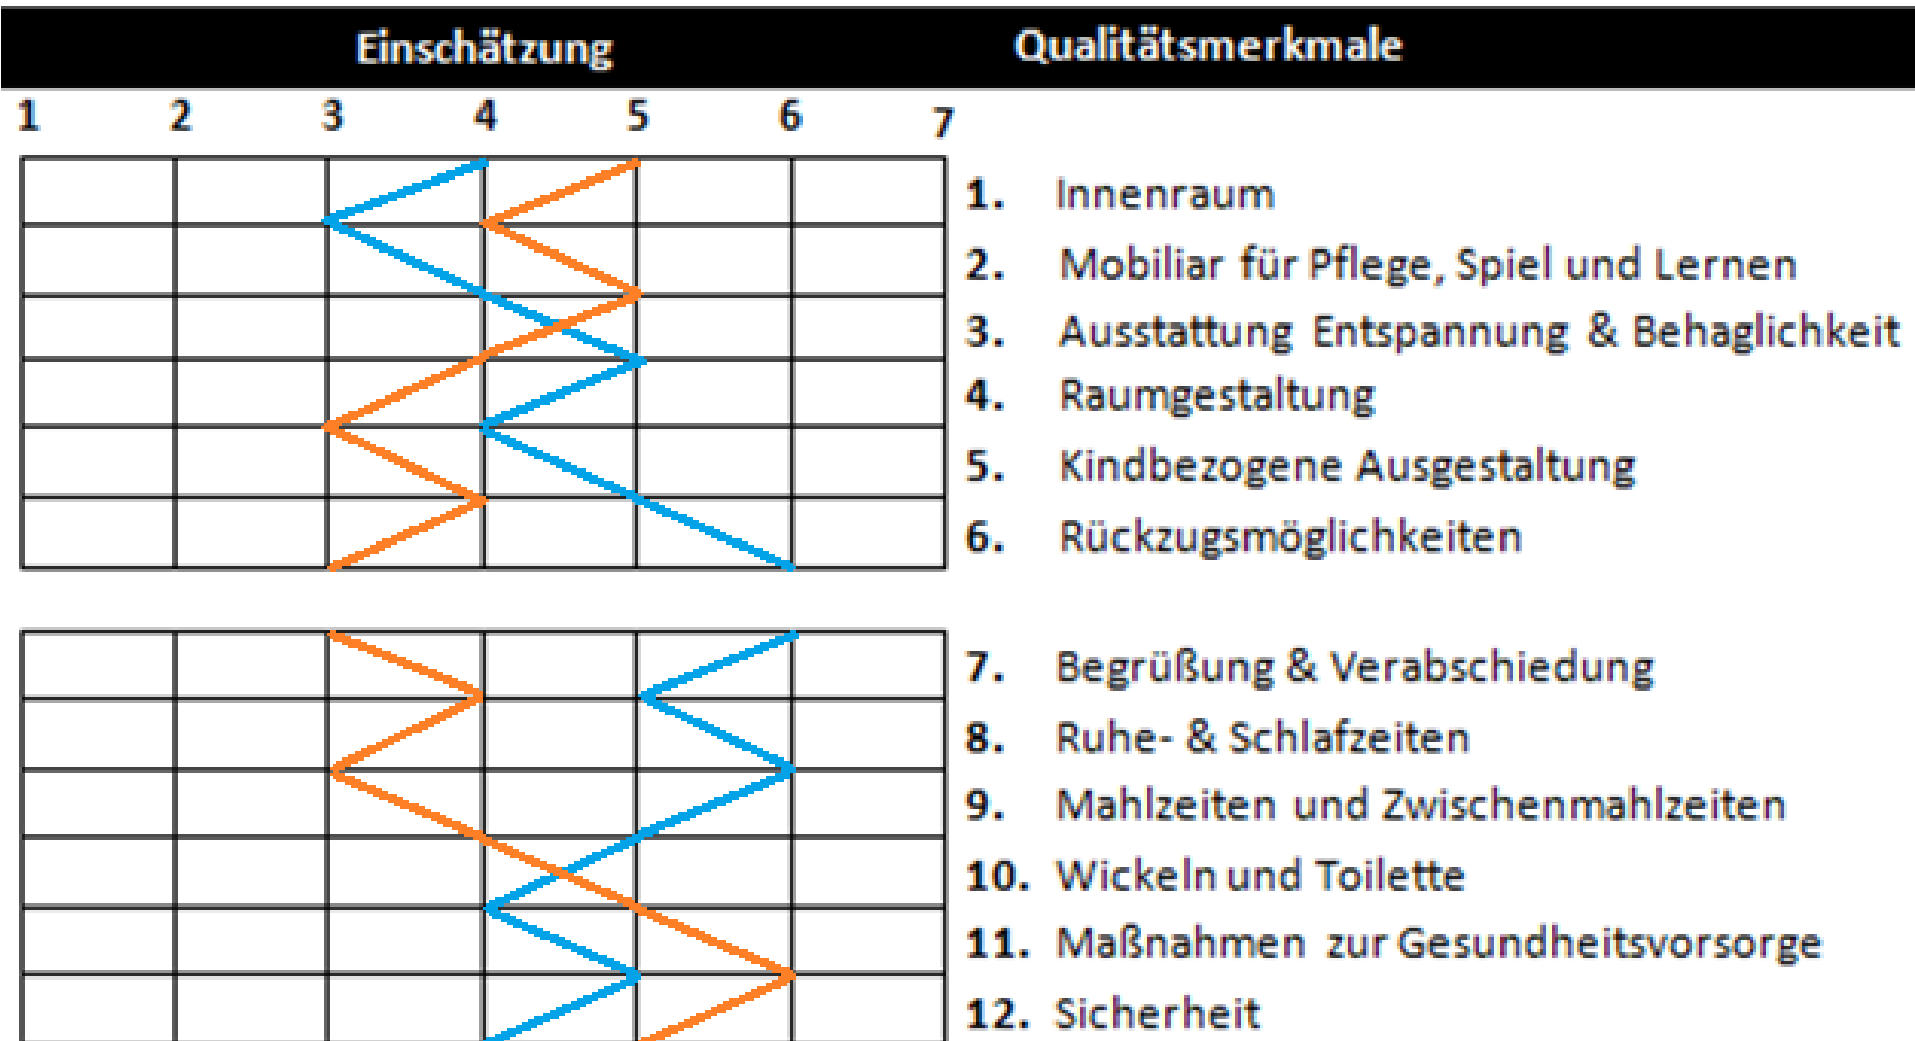 Einschätzung Qualitätsmerkmale
1 2 3 4 5 6 7
1. Innenraum
2. Mobiliar für Pflege, Spiel und Lernen
3. Ausstattung Entspannung & Behaglichkeit
4. Raumgestaltung
5. Kindbezogene Ausgestaltung
6. Rückzugsmöglichkeiten
7. Begrüßung & Verabschiedung
8. Ruhe- & Schlafzeiten
9. Mahlzeiten und Zwischenmahlzeiten
10. Wickeln und Toilette
11. Maßnahmen zur Gesundheitsvorsorge
12. Sicherheit